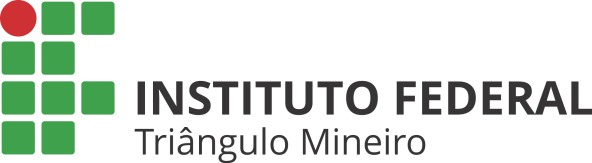 INSTITUTO FEDERAL
Triângulo Mineiro